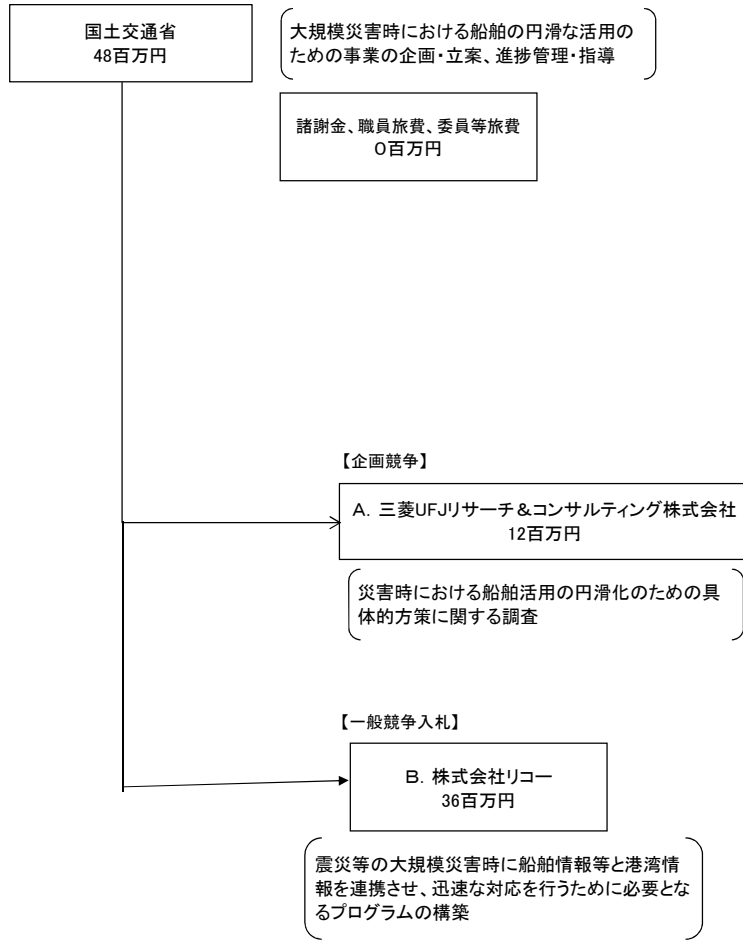 国土交通省
48百万円
大規模災害時における船舶の円滑な活用の
ための事業の企画・立案、進捗管理・指導
諸謝金、職員旅費、委員等旅費
０百万円
【企画競争】
Ａ．三菱UFJリサーチ＆コンサルティング株式会社
12百万円
災害時における船舶活用の円滑化のための具
体的方策に関する調査
【一般競争入札】
Ｂ．株式会社リコー
36百万円
震災等の大規模災害時に船舶情報等と港湾情
報を連携させ、迅速な対応を行うために必要とな
るプログラムの構築